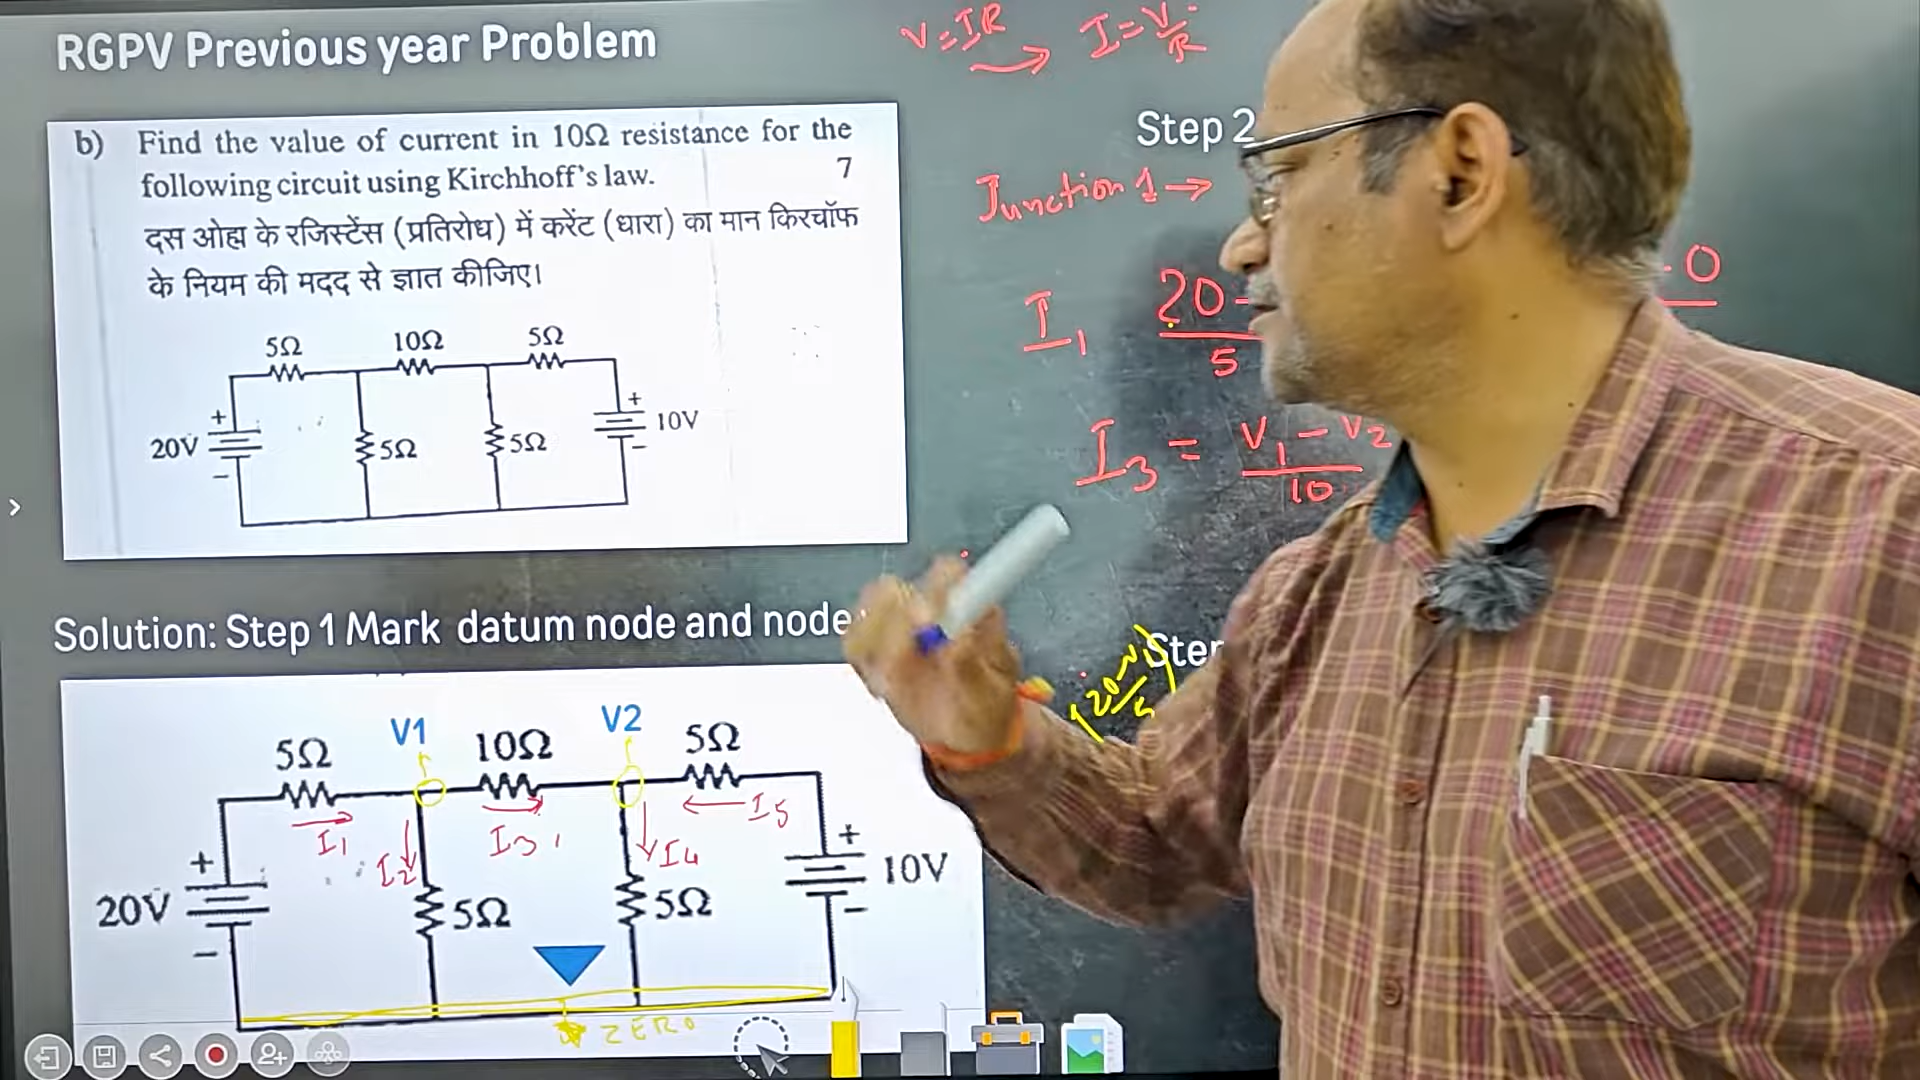 RGPV Previous year Problem
b) Find the value of current in 10Ω resistance for the
following circuit using Kirchhoff's law. 7
दस ओह्म के रजिस्टेंस (प्रतिरोध) में करेंट (धारा) का मान किरचॉफ
के नियम की मदद से ज्ञात कीजिए।
5Ω 10Ω 5Ω
+ +
20V 5Ω 5Ω 10V
- -
Solution: Step 1 Mark datum node and node
V1 V2
5Ω 10Ω 5Ω
I1 I2 I3 I4 I5
+ +
20V 5Ω 5Ω 10V
- -
ZERO
V=IR → I=V/R
Step 2
Junction 1→
I1 20- 0
5
I3 = V1-V2
10
Step